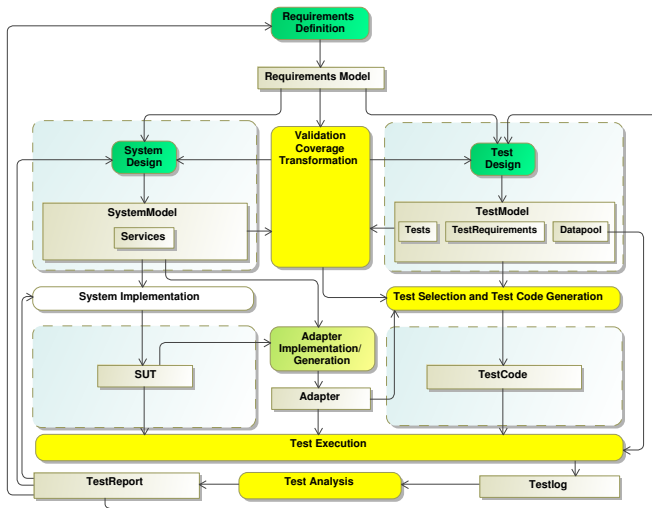 Requirements
Definition
Requirements Model
System
Design
Validation
Coverage
Transformation
Test
Design
SystemModel
Services
TestModel
Tests
TestRequirements
Datapool
System Implementation
Test Selection and Test Code Generation
Adapter
Implementation/
Generation
SUT
TestCode
Adapter
Test Execution
TestReport
Test Analysis
Testlog